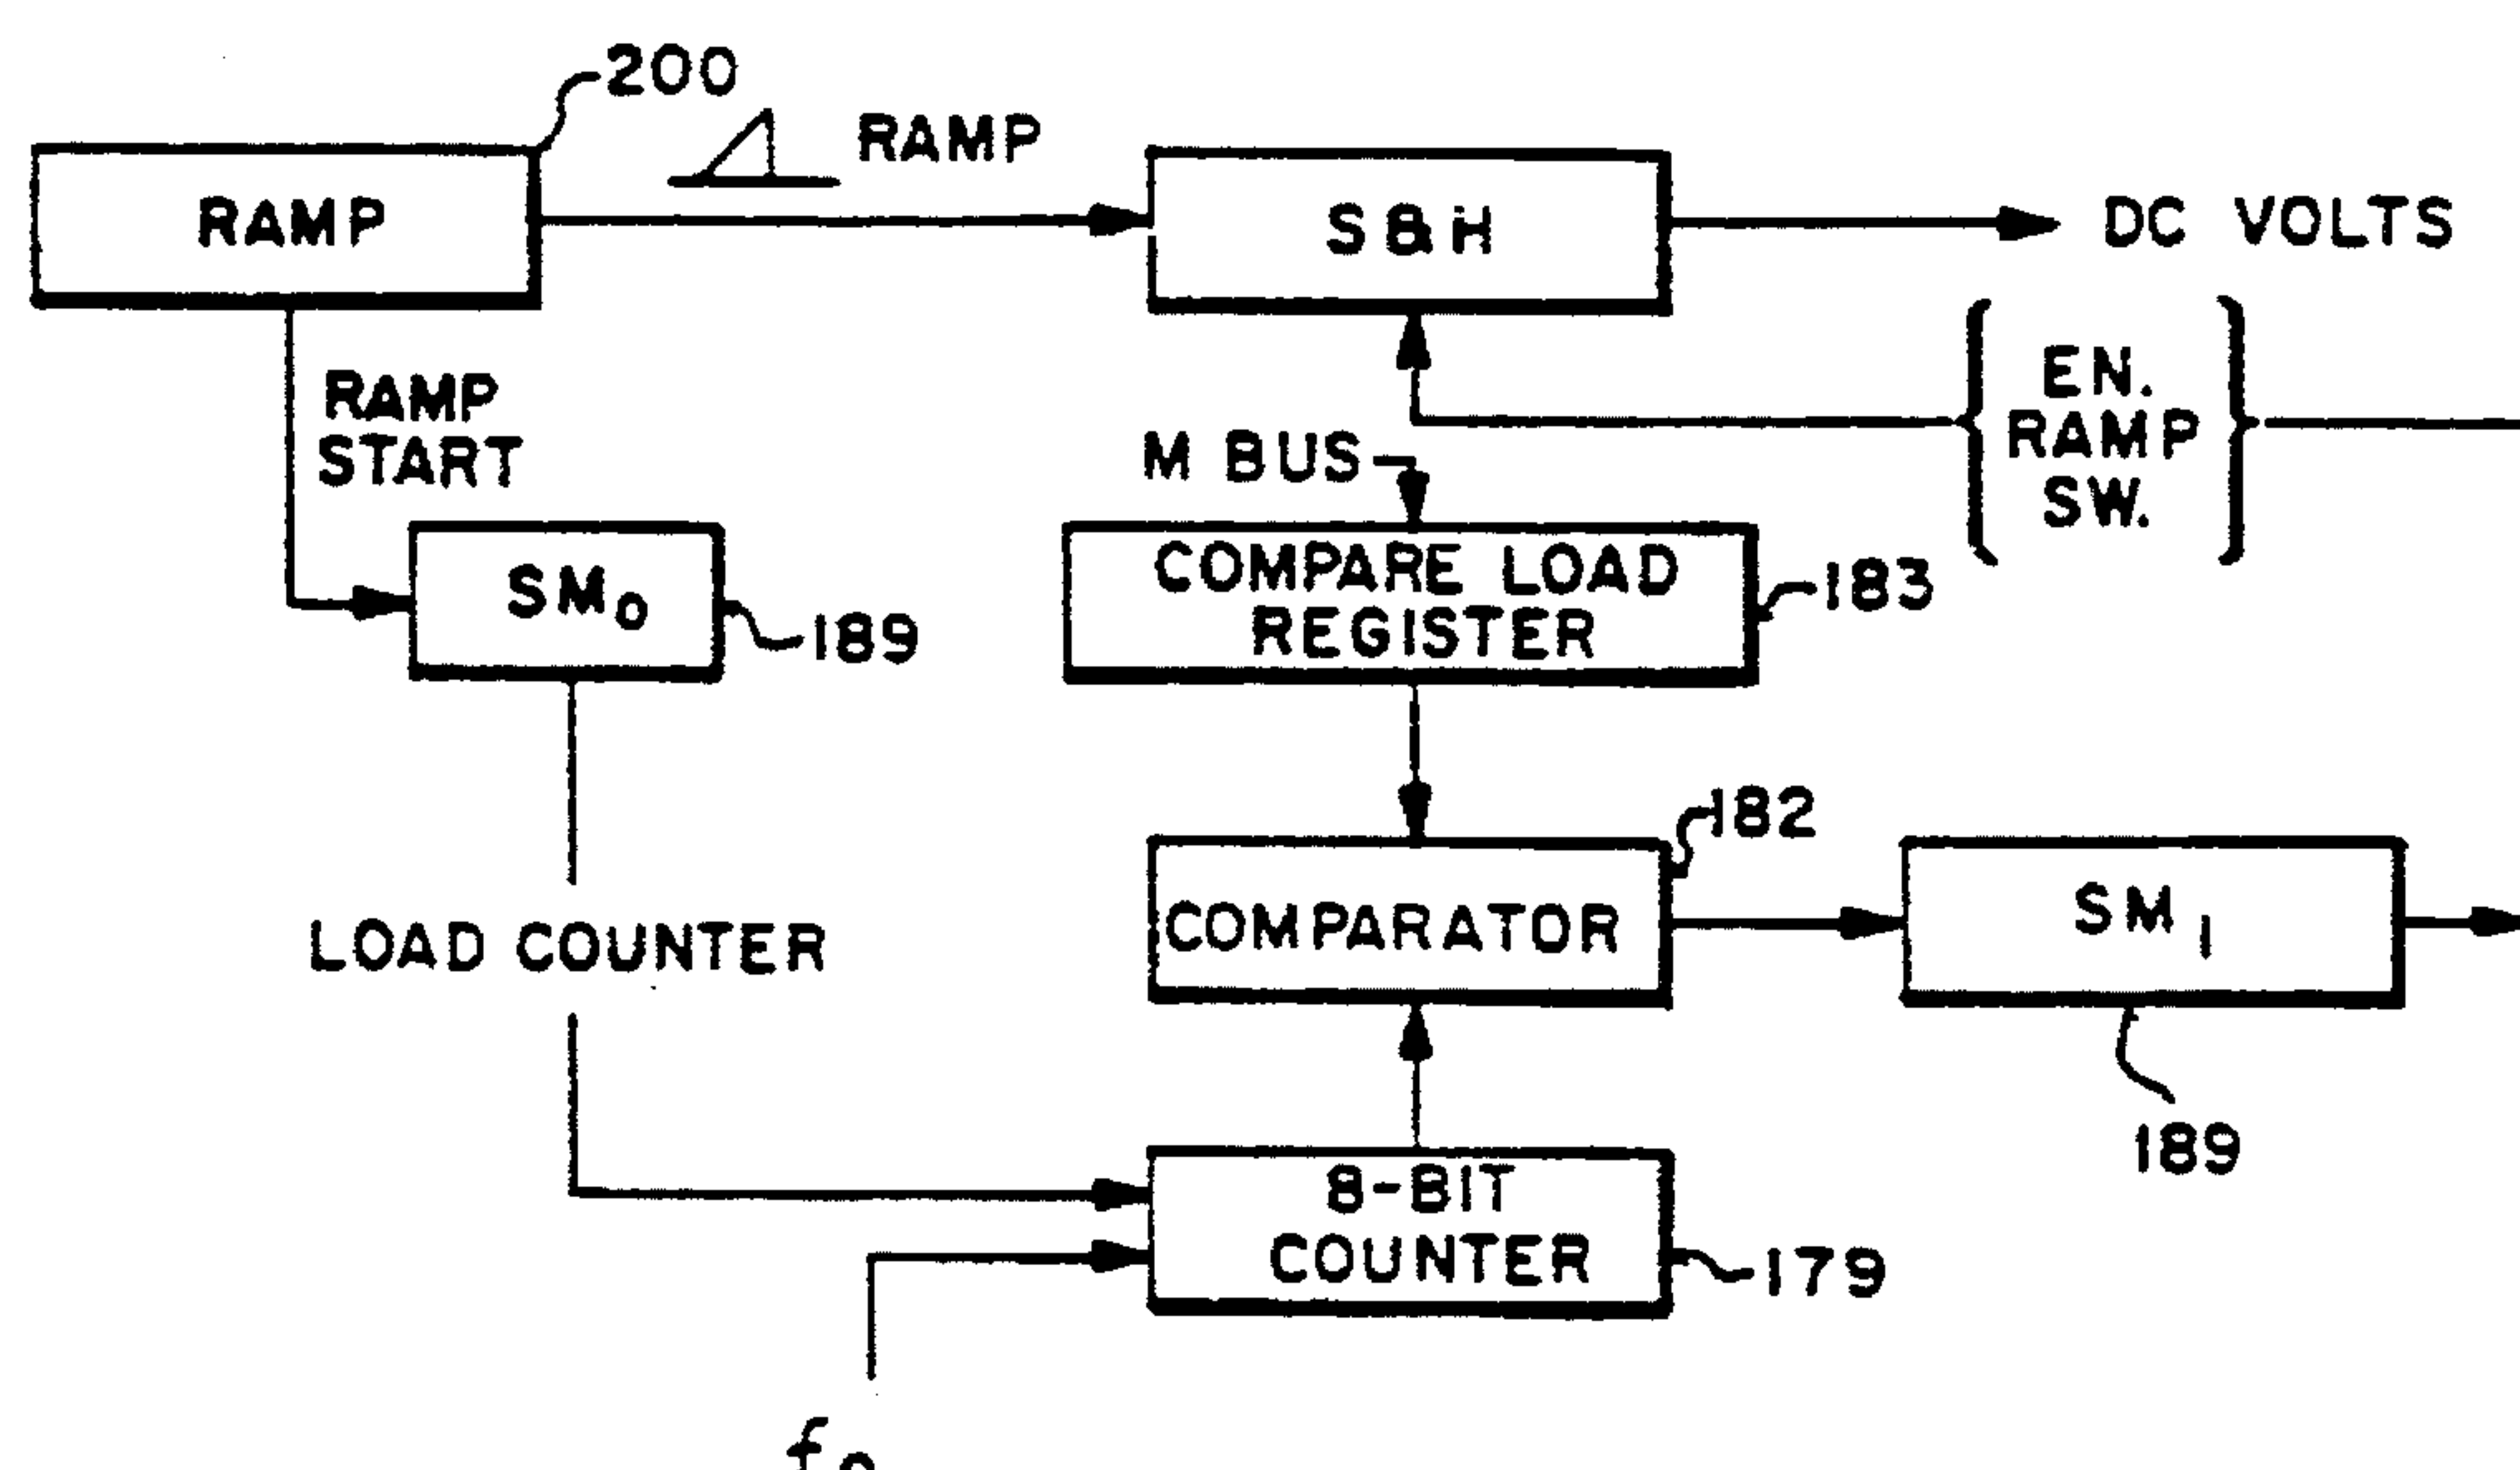 200
RAMP
RAMP
S&H
DC VOLTS
RAMP
START
EN.
RAMP
SW.
M BUS
COMPARE LOAD
REGISTER
183
SM0
189
182
COMPARATOR
SM1
LOAD COUNTER
189
8-BIT
COUNTER
179